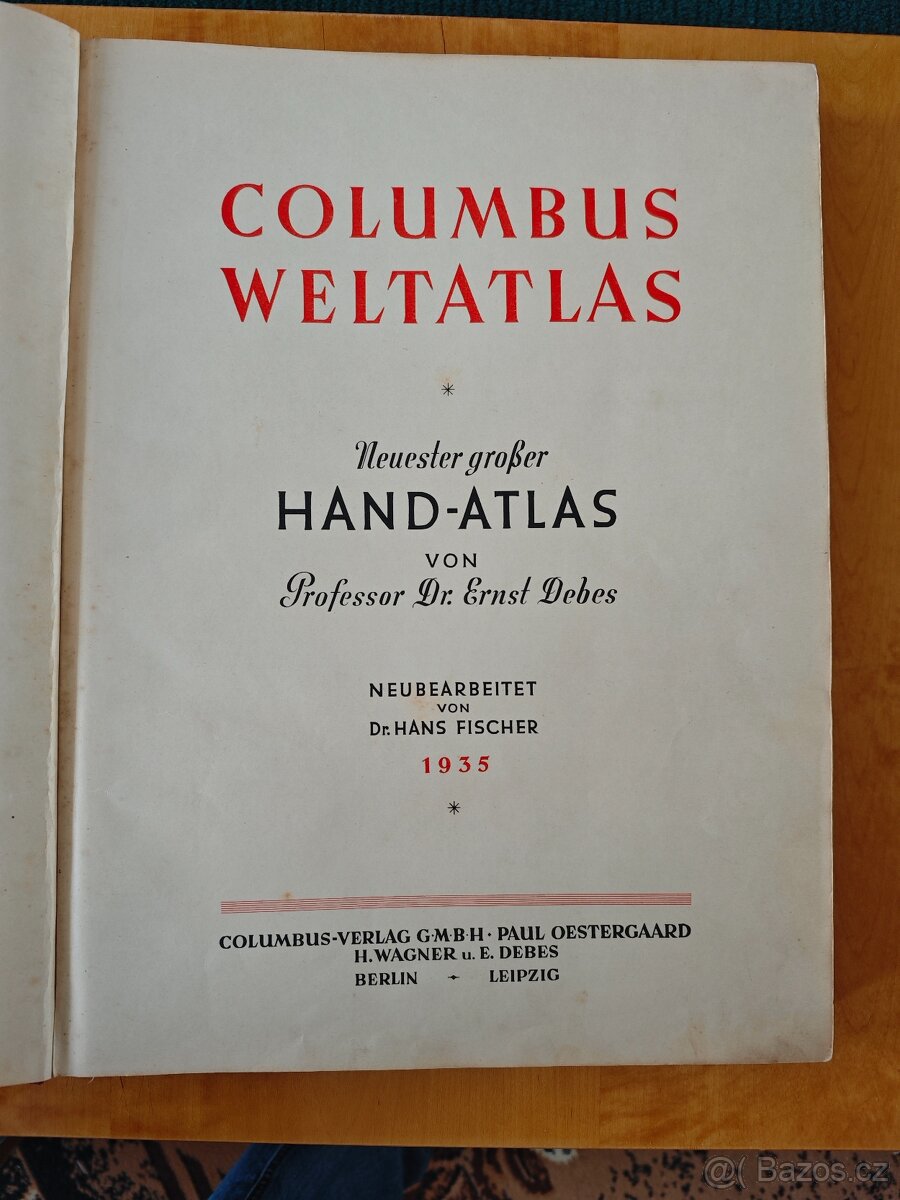 COLUMBUS
WELTATLAS
*
Neuester großer
HAND-ATLAS
VON
Professor Dr. Ernst Debes
NEUBEARBEITET
VON
Dr. HANS FISCHER
1935
*
COLUMBUS-VERLAG G·M·B·H · PAUL OESTERGAARD
H. WAGNER u. E. DEBES
BERLIN - LEIPZIG
@( Bazos.cz